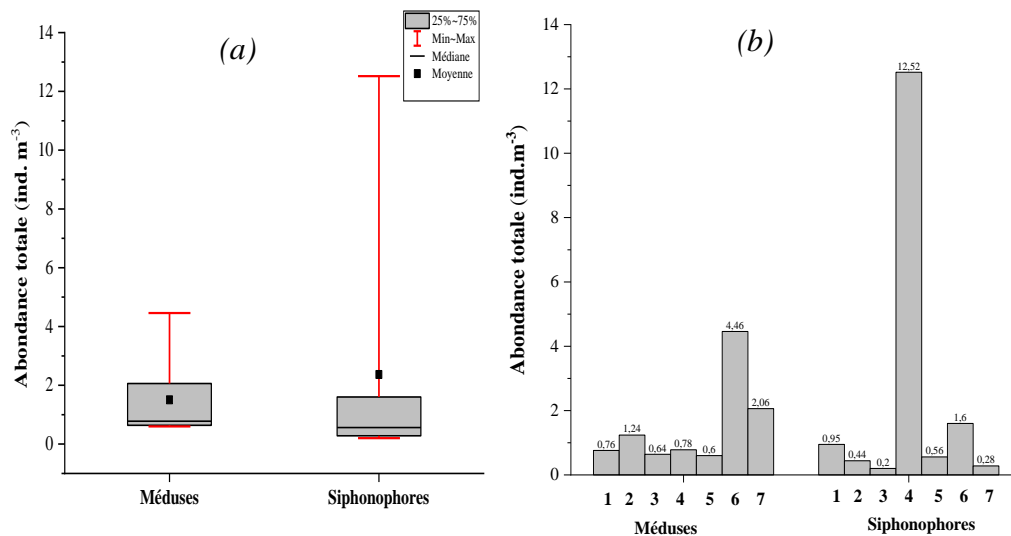 (a)
25%~75%
Min~Max
Médiane
Moyenne
Abondance totale (ind. m-3)
14
12
10
8
6
4
2
0
Méduses
Siphonophores
(b)
Abondance totale (ind.m-3)
14
12
10
8
6
4
2
0
0,76
1,24
0,64
0,78
0,6
4,46
2,06
0,95
0,44
0,2
12,52
0,56
1,6
0,28
1 2 3 4 5 6 7
1 2 3 4 5 6 7
Méduses
Siphonophores